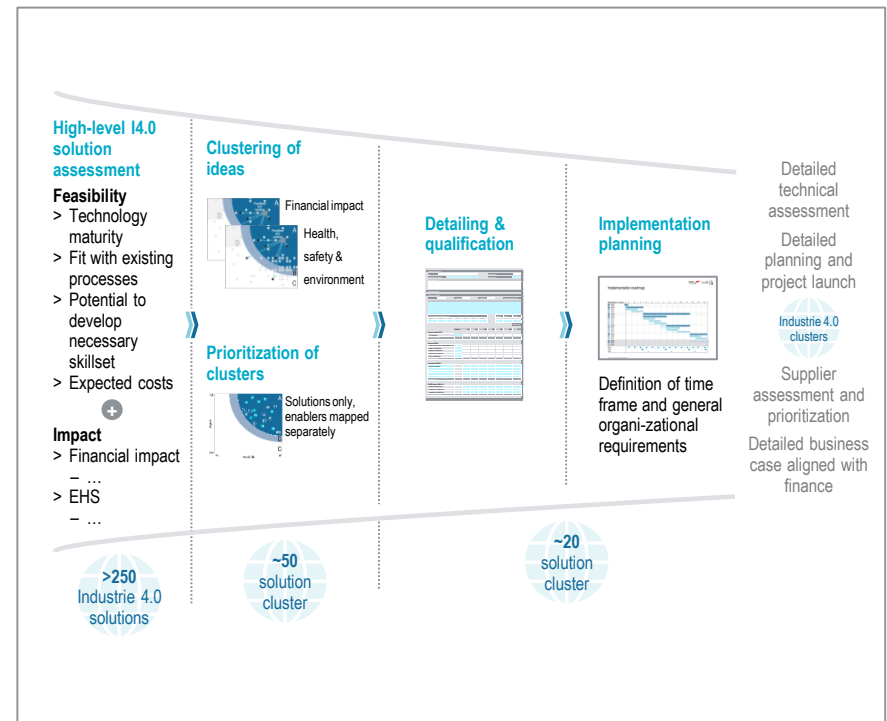 High-level I4.0
solution
assessment
Feasibility
> Technology
maturity
> Fit with existing
processes
> Potential to
develop
necessary
skillset
> Expected costs
+
Impact
> Financial impact
– …
> EHS
– …
>250
Industrie 4.0
solutions
Clustering of
ideas
A
Financial impact
A
Health,
safety &
environment
B
C
Prioritization of
clusters
A
Solutions only,
enablers mapped
separately
B
C
~50
solution
cluster
Detailing &
qualification
Implementation
planning
Implementation roadmap
Definition of time
frame and general
organi-zational
requirements
~20
solution
cluster
Detailed
technical
assessment
Detailed
planning and
project launch
Industrie 4.0
clusters
Supplier
assessment and
prioritization
Detailed business
case aligned with
finance